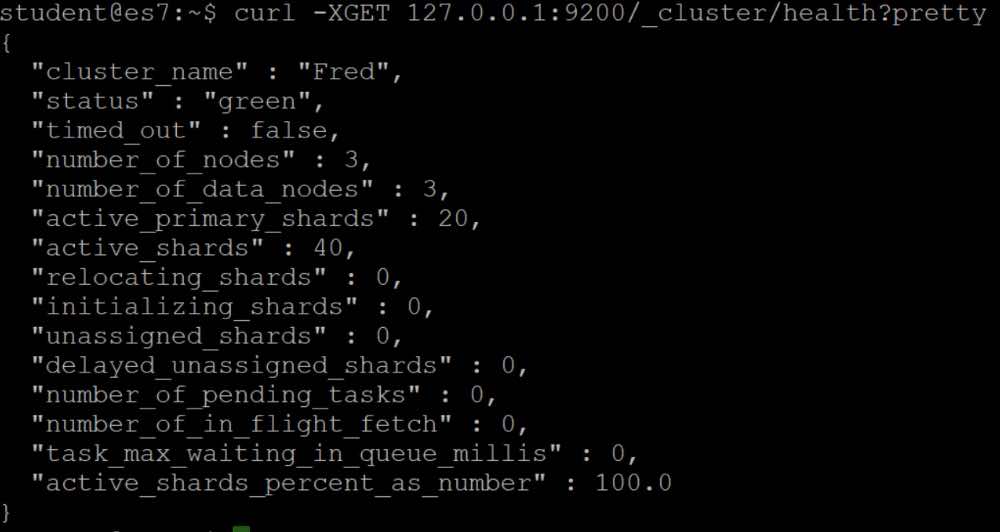 student@es7:~$ curl -XGET 127.0.0.1:9200/_cluster/health?pretty
{
  "cluster_name" : "Fred",
  "status" : "green",
  "timed_out" : false,
  "number_of_nodes" : 3,
  "number_of_data_nodes" : 3,
  "active_primary_shards" : 20,
  "active_shards" : 40,
  "relocating_shards" : 0,
  "initializing_shards" : 0,
  "unassigned_shards" : 0,
  "delayed_unassigned_shards" : 0,
  "number_of_pending_tasks" : 0,
  "number_of_in_flight_fetch" : 0,
  "task_max_waiting_in_queue_millis" : 0,
  "active_shards_percent_as_number" : 100.0
}